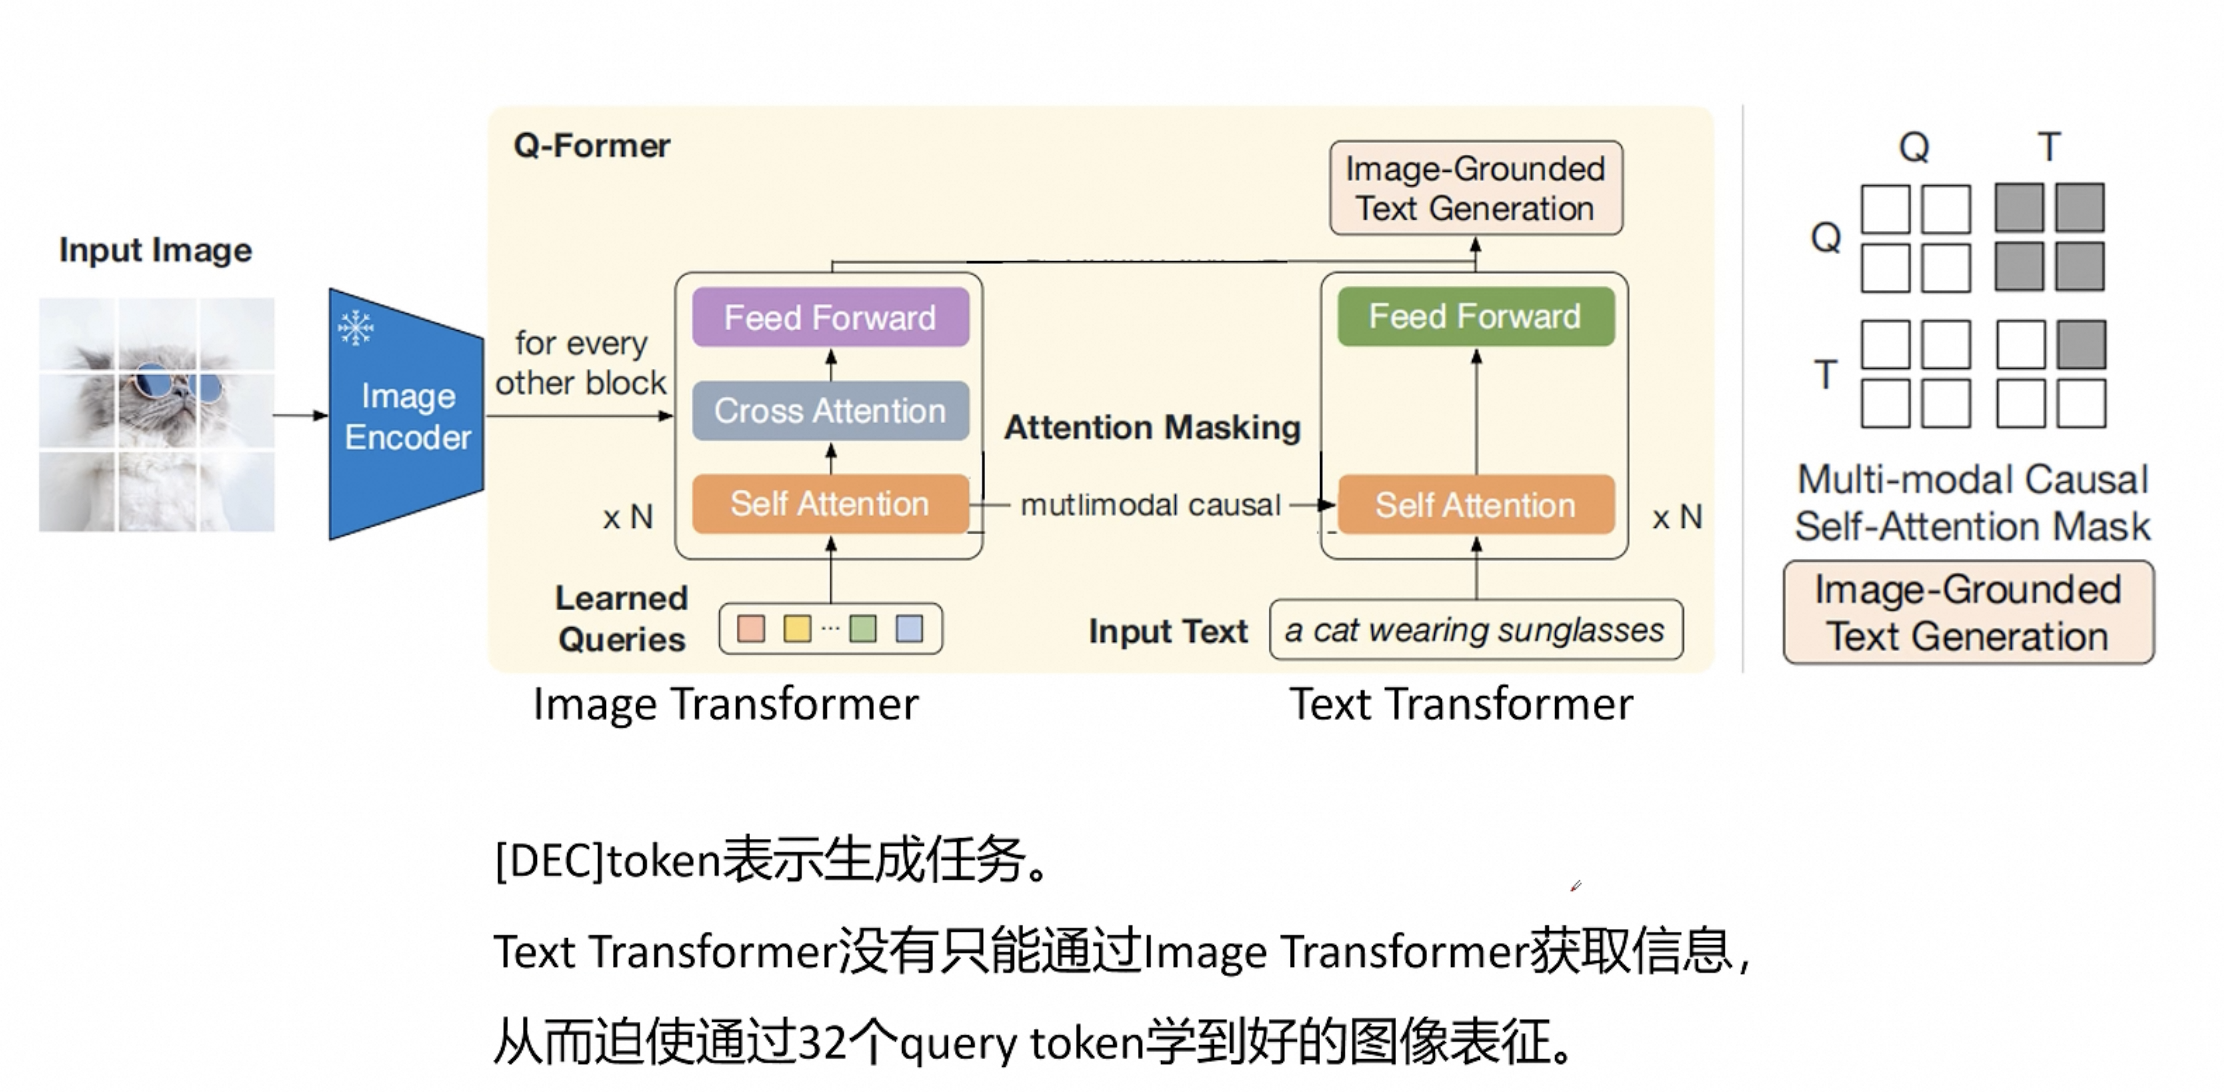 Q-Former
Input Image
Image
Encoder
for every
other block
Feed Forward
Cross Attention
Self Attention
x N
Learned
Queries
...
Attention Masking
mutlimodal causal
Image-Grounded
Text Generation
Feed Forward
Self Attention
x N
Input Text
a cat wearing sunglasses
Image Transformer
Text Transformer
Q T
Q
T
Multi-modal Causal
Self-Attention Mask
Image-Grounded
Text Generation
[DEC]token表示生成任务。
Text Transformer没有只能通过Image Transformer获取信息，
从而迫使通过32个query token学到好的图像表征。